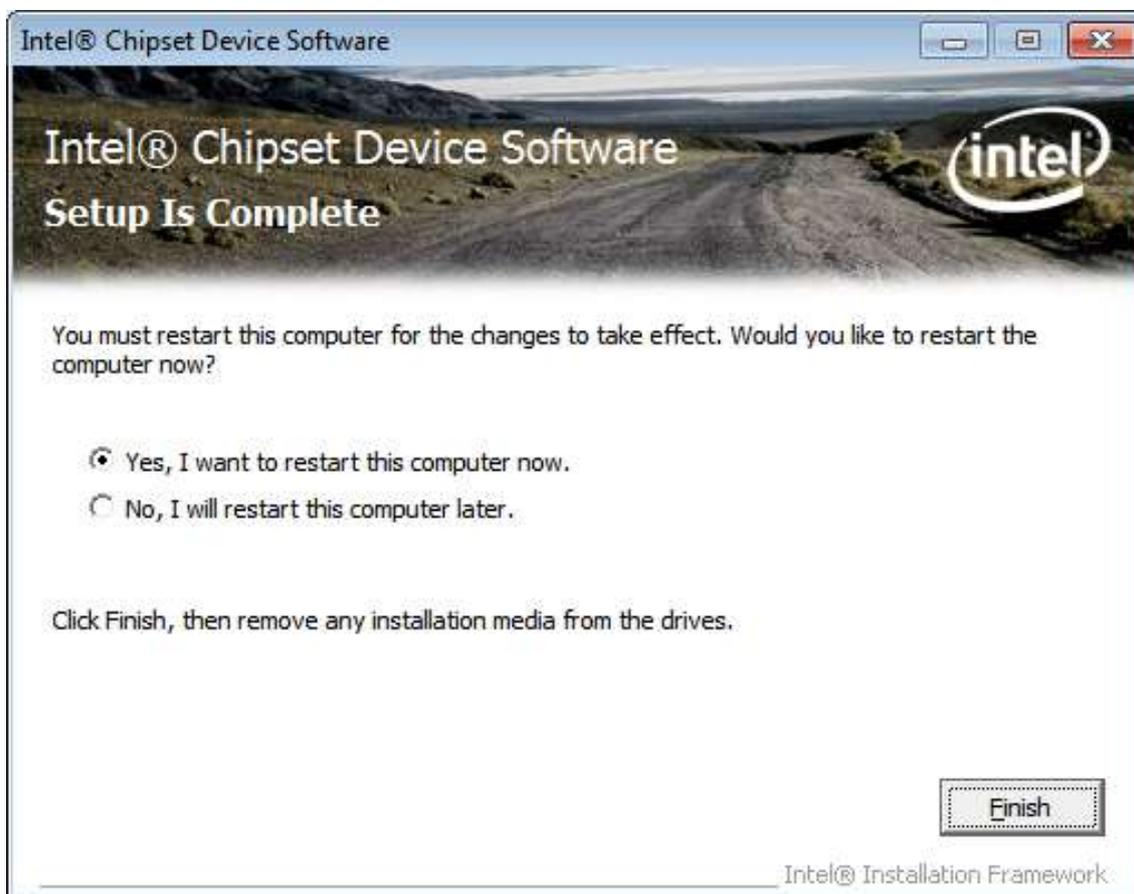 Intel® Chipset Device Software
Intel® Chipset Device Software
intel
Setup Is Complete
You must restart this computer for the changes to take effect. Would you like to restart the
computer now?
Yes, I want to restart this computer now.
No, I will restart this computer later.
Click Finish, then remove any installation media from the drives.
Finish
Intel® Installation Framework